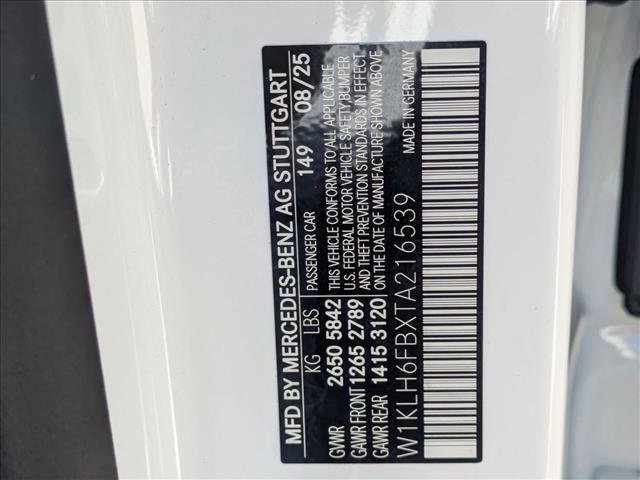 MFD BY MERCEDES-BENZ AG STUTTGART
KG LBS PASSENGER CAR 149 08/25
GVWR 2650 5842
GAWR FRONT 1265 2789
GAWR REAR 1415 3120
THIS VEHICLE CONFORMS TO ALL APPLICABLE
U.S. FEDERAL MOTOR VEHICLE SAFETY, BUMPER
AND THEFT PREVENTION STANDARDS IN EFFECT
ON THE DATE OF MANUFACTURE SHOWN ABOVE.
MADE IN GERMANY
W1KLH6FBXTA216539